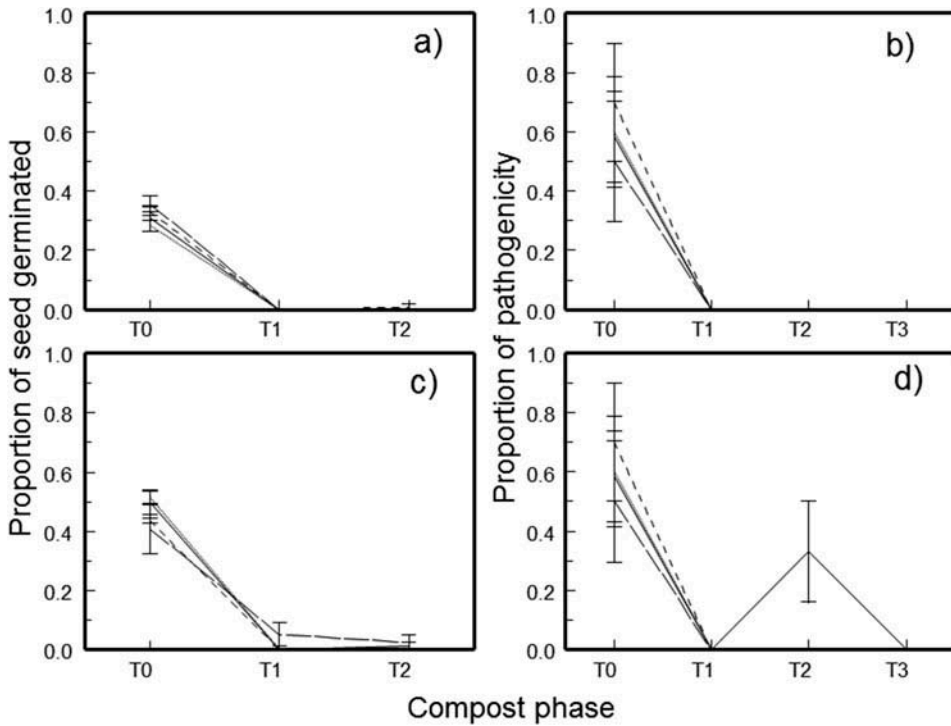 Proportion of seed germinated
1.0
0.8
0.6
0.4
0.2
0.0
a)
T0 T1 T2
Proportion of pathogenicity
1.0
0.8
0.6
0.4
0.2
0.0
b)
T0 T1 T2 T3
1.0
0.8
0.6
0.4
0.2
0.0
c)
T0 T1 T2
1.0
0.8
0.6
0.4
0.2
0.0
d)
T0 T1 T2 T3
Compost phase